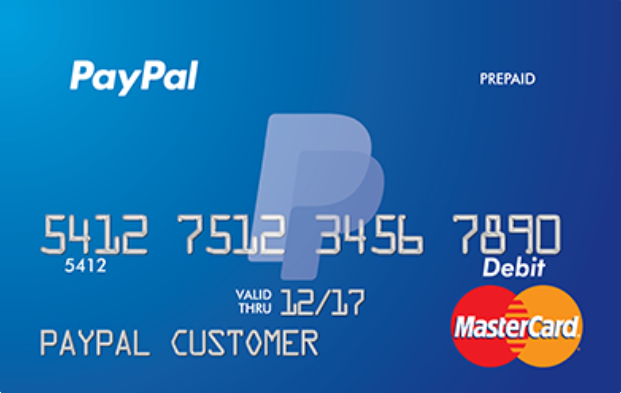 PayPal PREPAID
5412 7512 3456 7890
5412 Debit
VALID THRU 12/17
MasterCard
PAYPAL CUSTOMER